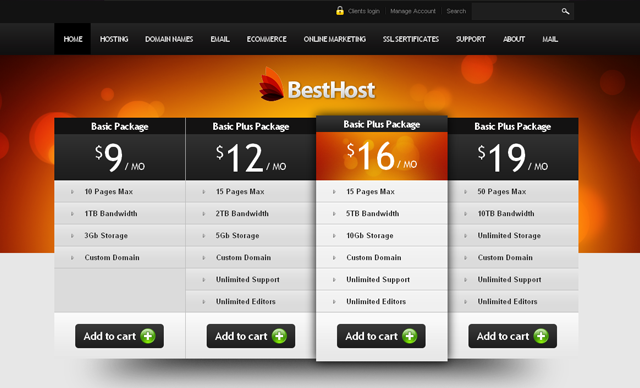 Clients login Manage Account Search
HOME HOSTING DOMAIN NAMES EMAIL ECOMMERCE ONLINE MARKETING SSL SERTIFICATES SUPPORT ABOUT MAIL
BestHost
Basic Package
$9 / MO
10 Pages Max
1TB Bandwidth
3Gb Storage
Custom Domain
Add to cart
Basic Plus Package
$12 / MO
15 Pages Max
2TB Bandwidth
5Gb Storage
Custom Domain
Unlimited Support
Unlimited Editors
Add to cart
Basic Plus Package
$16 / MO
15 Pages Max
5TB Bandwidth
10Gb Storage
Custom Domain
Unlimited Support
Unlimited Editors
Add to cart
Basic Plus Package
$19 / MO
50 Pages Max
10TB Bandwidth
Unlimited Storage
Custom Domain
Unlimited Support
Unlimited Editors
Add to cart